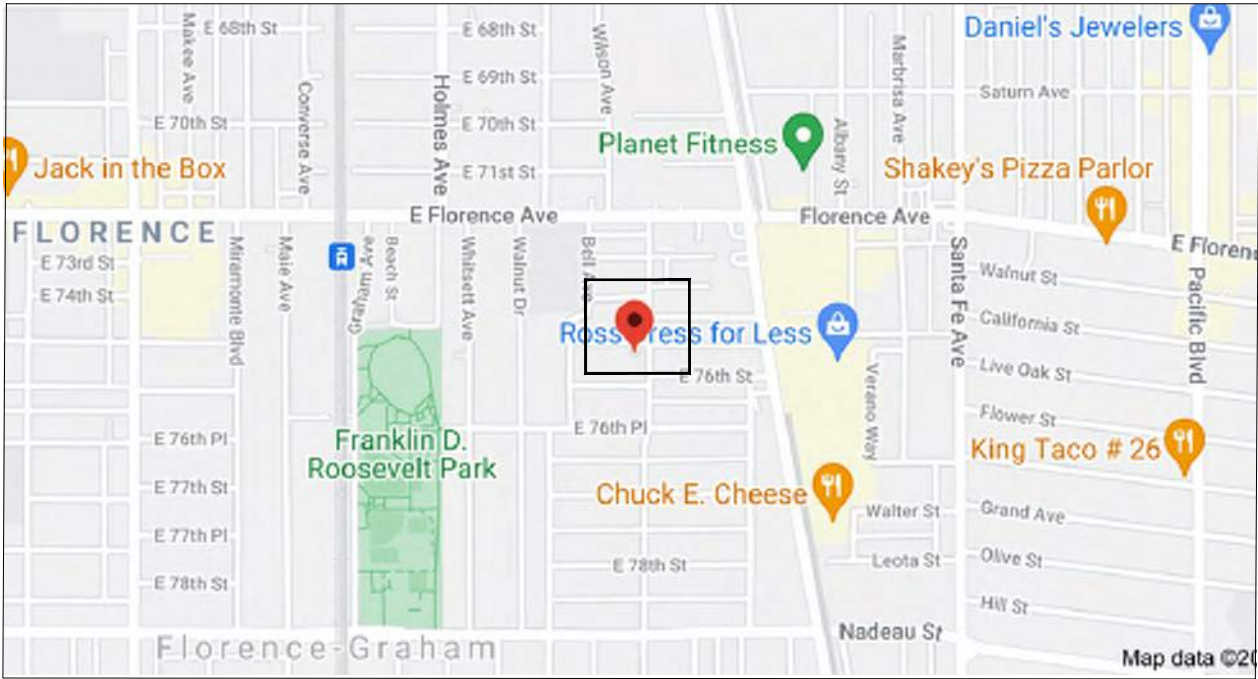 Makee Ave
E 68th St
E 68th St
Wilson Ave
Daniel's Jewelers
Converse Ave
Holmes Ave
E 69th St
Marbrisa Ave
Saturn Ave
E 70th St
E 70th St
Planet Fitness
Albany St
Jack in the Box
E 71st St
Shakey's Pizza Parlor
E Florence Ave
Florence Ave
FLORENCE
E Floren
E 73rd St
Miramonte Blvd
Maie Ave
Graham Ave
Beach St
Whitsett Ave
Walnut Dr
Bell Ave
Santa Fe Ave
Walnut St
Pacific Blvd
E 74th St
California St
Ross Dress for Less
Live Oak St
E 76th St
Verano Way
Flower St
E 76th Pl
Franklin D.
Roosevelt Park
E 76th Pl
King Taco # 26
E 77th St
Chuck E. Cheese
Walter St
Grand Ave
E 77th Pl
E 78th St
E 78th St
Leota St
Olive St
Hill St
Florence-Graham
Nadeau St
Map data ©20